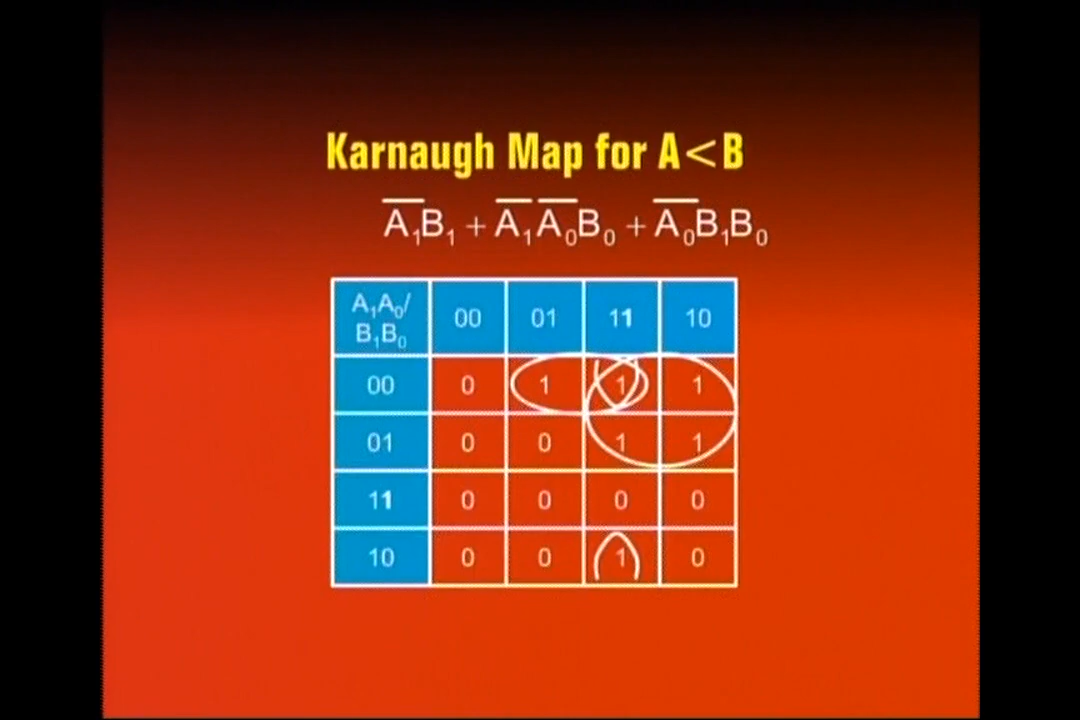 Karnaugh Map for A<B
A̅₁B₁ + A̅₁A̅₀B₀ + A̅₀B₁B₀
A₁A₀/ B₁B₀ 00 01 11 10
00 0 1 1 1
01 0 0 1 1
11 0 0 0 0
10 0 0 1 0